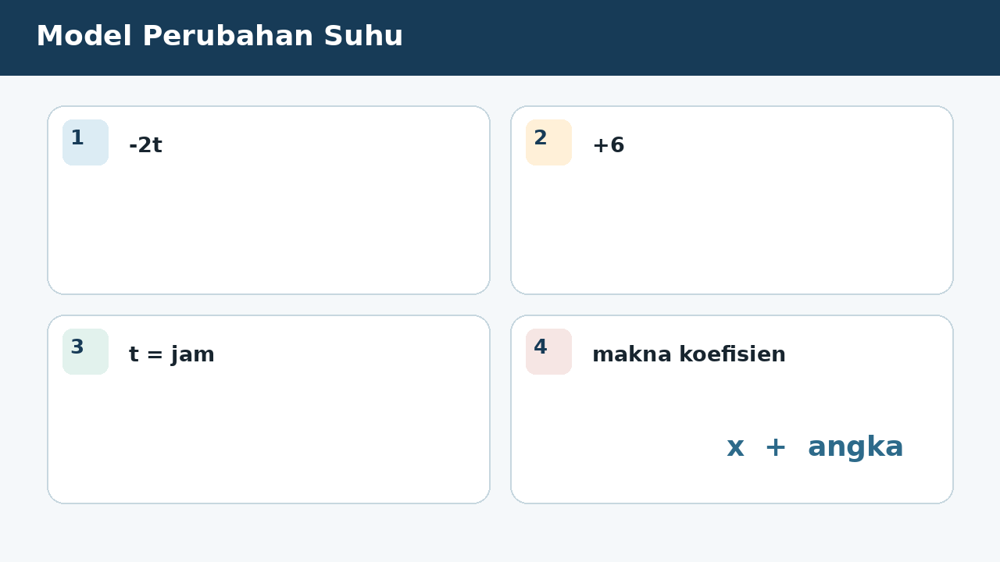 Model Perubahan Suhu
1 -2t
2 +6
3 t = jam
4 makna koefisien
x + angka